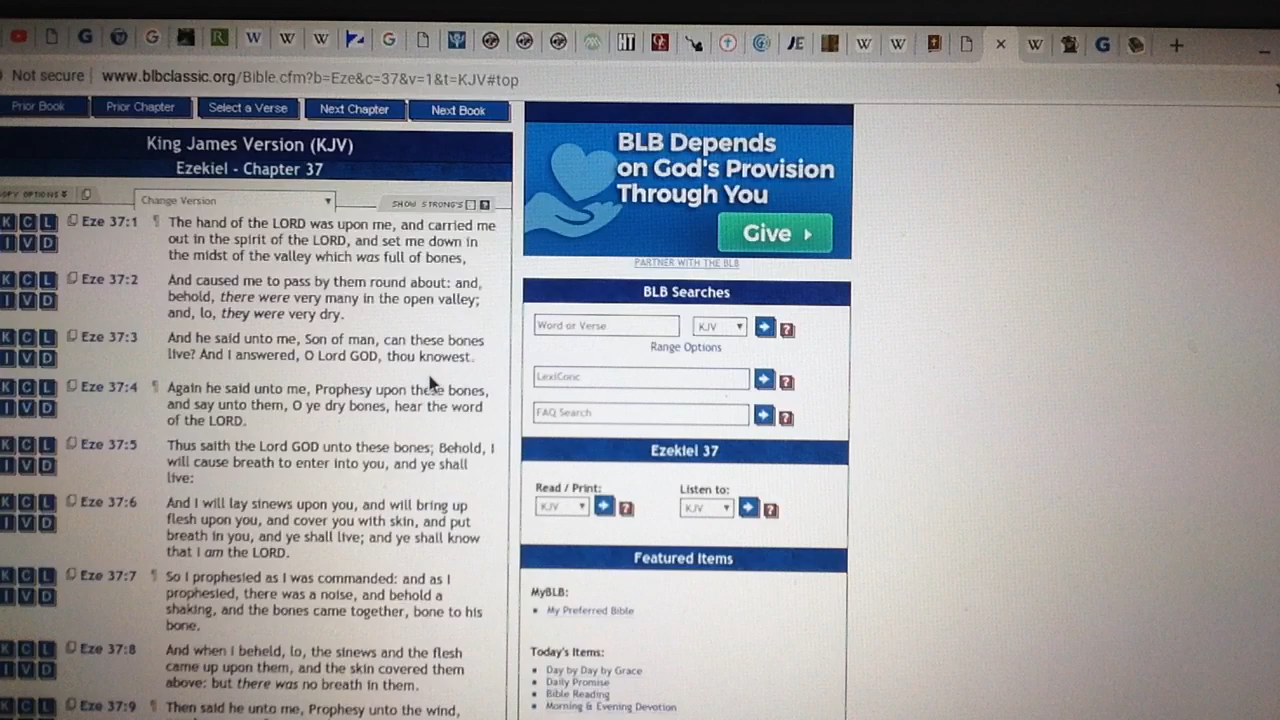 Not secure
www.blbclassic.org/Bible.cfm?b=Eze&c=37&v=1&t=KJV#top
Prior Book
Prior Chapter
Select a Verse
Next Chapter
Next Book
King James Version (KJV)
Ezekiel - Chapter 37
OPTIONS
Change Version
SHOW STRONG'S
K C L
I V D
Eze 37:1
¶ The hand of the LORD was upon me, and carried me
out in the spirit of the LORD, and set me down in
the midst of the valley which was full of bones,
K C L
I V D
Eze 37:2
And caused me to pass by them round about: and,
behold, there were very many in the open valley;
and, lo, they were very dry.
K C L
I V D
Eze 37:3
And he said unto me, Son of man, can these bones
live? And I answered, O Lord GOD, thou knowest.
K C L
I V D
Eze 37:4
¶ Again he said unto me, Prophesy upon these bones,
and say unto them, O ye dry bones, hear the word
of the LORD.
K C L
I V D
Eze 37:5
Thus saith the Lord GOD unto these bones; Behold, I
will cause breath to enter into you, and ye shall
live:
K C L
I V D
Eze 37:6
And I will lay sinews upon you, and will bring up
flesh upon you, and cover you with skin, and put
breath in you, and ye shall live; and ye shall know
that I am the LORD.
K C L
I V D
Eze 37:7
¶ So I prophesied as I was commanded: and as I
prophesied, there was a noise, and behold a
shaking, and the bones came together, bone to his
bone.
K C L
I V D
Eze 37:8
And when I beheld, lo, the sinews and the flesh
came up upon them, and the skin covered them
above: but there was no breath in them.
K C L
Eze 37:9
Then said he unto me, Prophesy unto the wind,
BLB Depends
on God's Provision
Through You
Give
PARTNER WITH THE BLB
BLB Searches
Word or Verse
KJV
Range Options
LexiConc
FAQ Search
Ezekiel 37
Read / Print:
KJV
Listen to:
KJV
Featured Items
MyBLB:
My Preferred Bible
Today's Items:
Day by Day by Grace
Daily Promise
Bible Reading
Morning & Evening Devotion